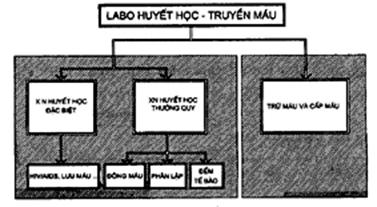 LABO HUYẾT HỌC - TRUYỀN MÁU
XN HUYẾT HỌC
ĐẶC BIỆT
XN HUYẾT HỌC
THƯỜNG QUY
TRỮ MÁU VÀ CẤP MÁU
HIV/AIDS, LƯU MÁU ...
ĐÔNG MÁU
PHÂN LẬP
ĐẾM
TẾ BÀO